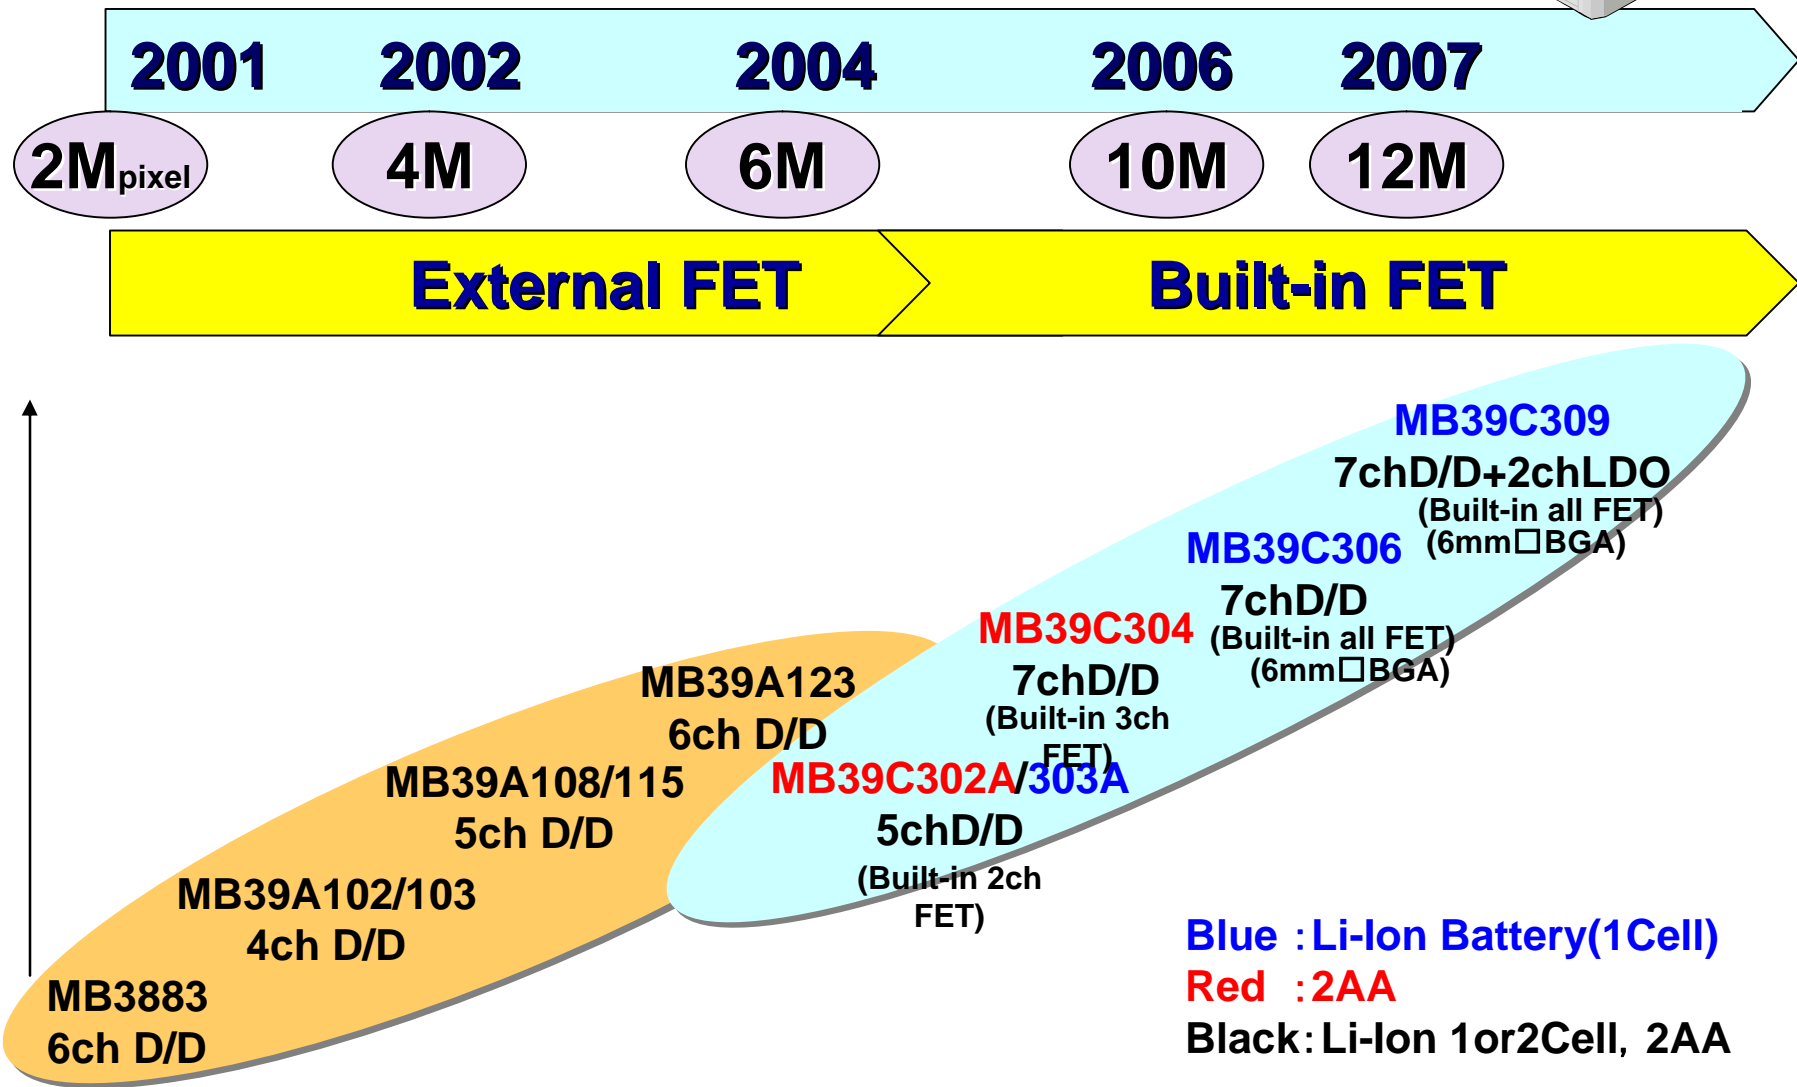 2001 2002 2004 2006 2007
2Mpixel 4M 6M 10M 12M
External FET Built-in FET
MB39C309
7chD/D+2chLDO
(Built-in all FET)
(6mm□BGA)
MB39C306
7chD/D
(Built-in all FET)
(6mm□BGA)
MB39C304
7chD/D
(Built-in 3ch
FET)
MB39A123
6ch D/D
MB39C302A/303A
5chD/D
(Built-in 2ch
FET)
MB39A108/115
5ch D/D
MB39A102/103
4ch D/D
MB3883
6ch D/D
Blue :Li-Ion Battery(1Cell)
Red :2AA
Black:Li-Ion 1or2Cell, 2AA